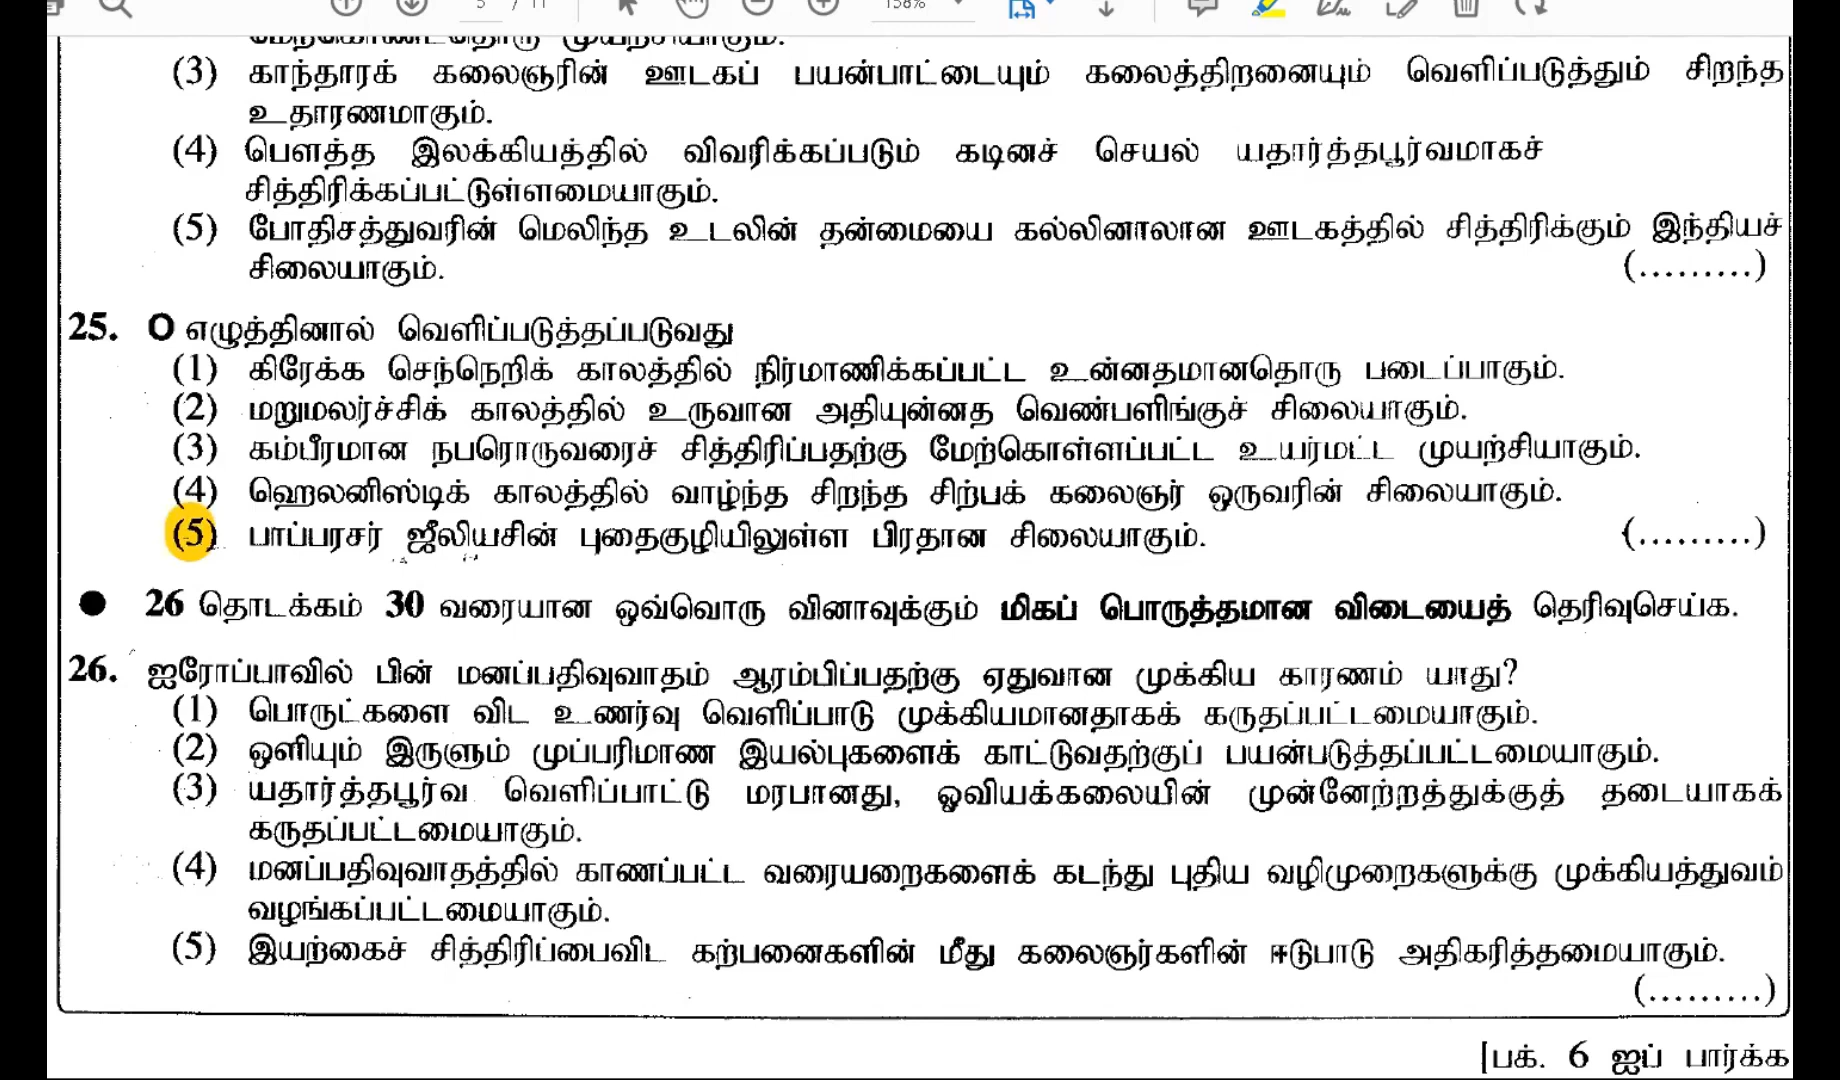 5 / 11
158%
மேற்கொண்டதொரு முயற்சியாகும்.
(3) காந்தாரக் கலைஞரின் ஊடகப் பயன்பாட்டையும் கலைத்திறனையும் வெளிப்படுத்தும் சிறந்த
உதாரணமாகும்.
(4) பௌத்த இலக்கியத்தில் விவரிக்கப்படும் கடினச் செயல் யதார்த்தபூர்வமாகச்
சித்திரிக்கப்பட்டுள்ளமையாகும்.
(5) போதிசத்துவரின் மெலிந்த உடலின் தன்மையை கல்லினாலான ஊடகத்தில் சித்திரிக்கும் இந்தியச்
சிலையாகும். (.........)
25. O எழுத்தினால் வெளிப்படுத்தப்படுவது
(1) கிரேக்க செந்நெறிக் காலத்தில் நிர்மாணிக்கப்பட்ட உன்னதமானதொரு படைப்பாகும்.
(2) மறுமலர்ச்சிக் காலத்தில் உருவான அதியுன்னத வெண்பளிங்குச் சிலையாகும்.
(3) கம்பீரமான நபரொருவரைச் சித்திரிப்பதற்கு மேற்கொள்ளப்பட்ட உயர்மட்ட முயற்சியாகும்.
(4) ஹெலனிஸ்டிக் காலத்தில் வாழ்ந்த சிறந்த சிற்பக் கலைஞர் ஒருவரின் சிலையாகும்.
(5) பாப்பரசர் ஜீலியசின் புதைகுழியிலுள்ள பிரதான சிலையாகும். (.........)
● 26 தொடக்கம் 30 வரையான ஒவ்வொரு வினாவுக்கும் மிகப் பொருத்தமான விடையைத் தெரிவுசெய்க.
26. ஐரோப்பாவில் பின் மனப்பதிவுவாதம் ஆரம்பிப்பதற்கு ஏதுவான முக்கிய காரணம் யாது?
(1) பொருட்களை விட உணர்வு வெளிப்பாடு முக்கியமானதாகக் கருதப்பட்டமையாகும்.
(2) ஒளியும் இருளும் முப்பரிமாண இயல்புகளைக் காட்டுவதற்குப் பயன்படுத்தப்பட்டமையாகும்.
(3) யதார்த்தபூர்வ வெளிப்பாட்டு மரபானது, ஓவியக்கலையின் முன்னேற்றத்துக்குத் தடையாகக்
கருதப்பட்டமையாகும்.
(4) மனப்பதிவுவாதத்தில் காணப்பட்ட வரையறைகளைக் கடந்து புதிய வழிமுறைகளுக்கு முக்கியத்துவம்
வழங்கப்பட்டமையாகும்.
(5) இயற்கைச் சித்திரிப்பைவிட கற்பனைகளின் மீது கலைஞர்களின் ஈடுபாடு அதிகரித்தமையாகும்.
(.........)
[பக். 6 ஐப் பார்க்க